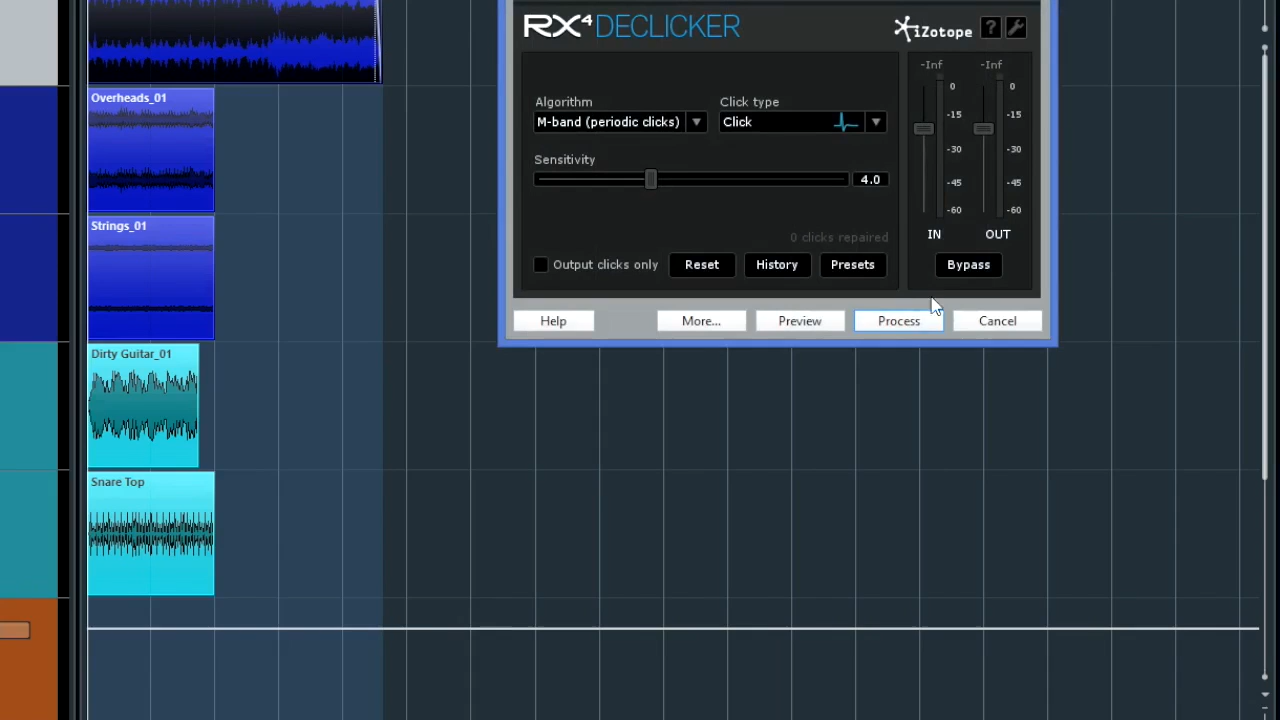 RX4 DECLICKER
iZotope ?
Algorithm Click type
M-band (periodic clicks) Click
Sensitivity
4.0
0 clicks repaired
Output clicks only Reset History Presets
-Inf -Inf
0 0
-15 -15
-30 -30
-45 -45
-60 -60
IN OUT
Bypass
Help More... Preview Process Cancel
Overheads_01
Strings_01
Dirty Guitar_01
Snare Top